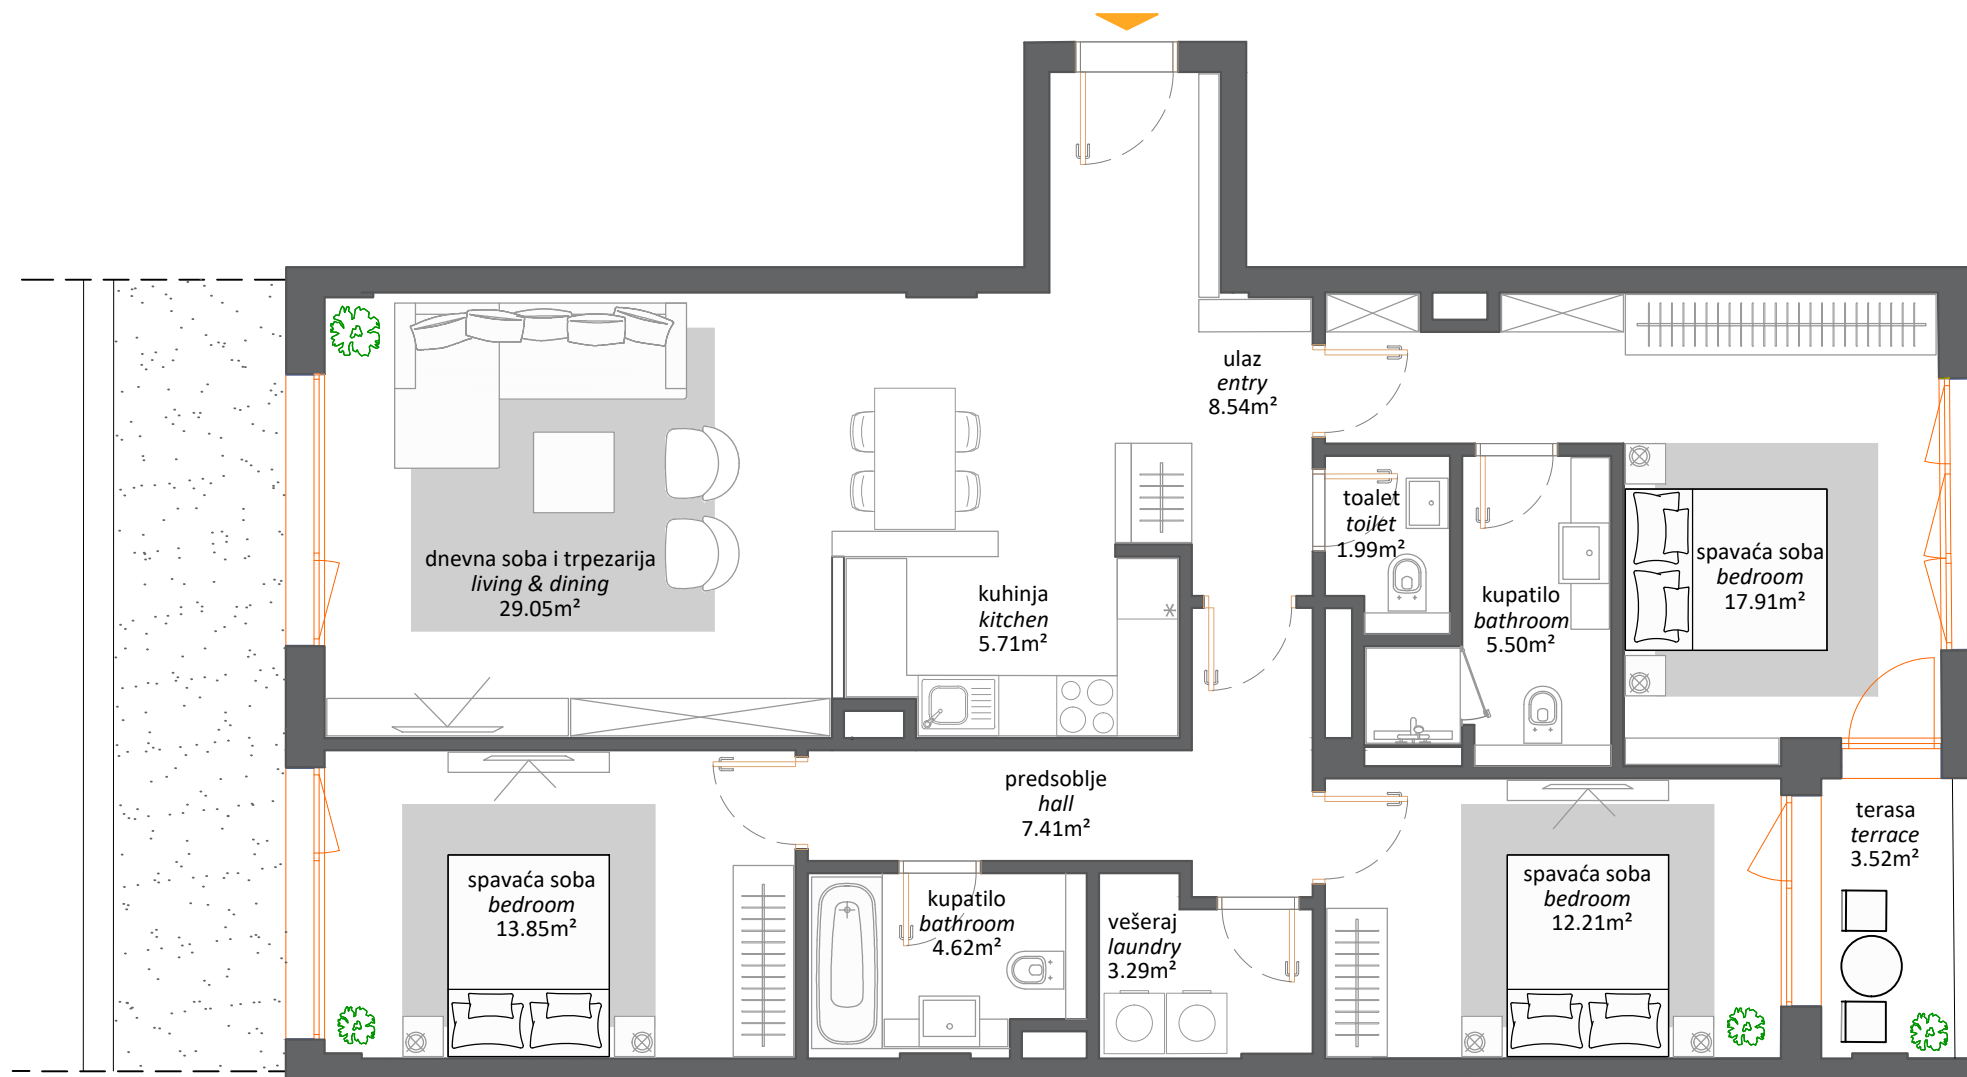 ulaz
entry
8.54m²
toalet
toilet
1.99m²
dnevna soba i trpezarija
living & dining
29.05m²
kuhinja
kitchen
5.71m²
kupatilo
bathroom
5.50m²
spavaća soba
bedroom
17.91m²
predsoblje
hall
7.41m²
terasa
terrace
3.52m²
spavaća soba
bedroom
13.85m²
kupatilo
bathroom
4.62m²
vešeraj
laundry
3.29m²
spavaća soba
bedroom
12.21m²